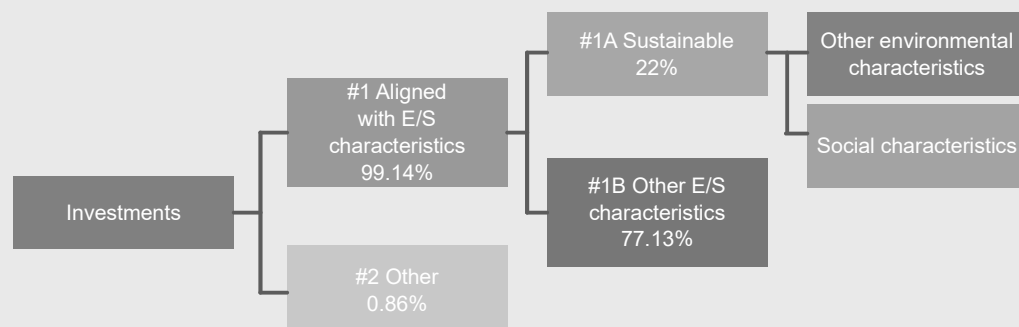 Investments
#1 Aligned
with E/S
characteristics
99.14%
#2 Other
0.86%
#1A Sustainable
22%
#1B Other E/S
characteristics
77.13%
Other environmental
characteristics
Social characteristics